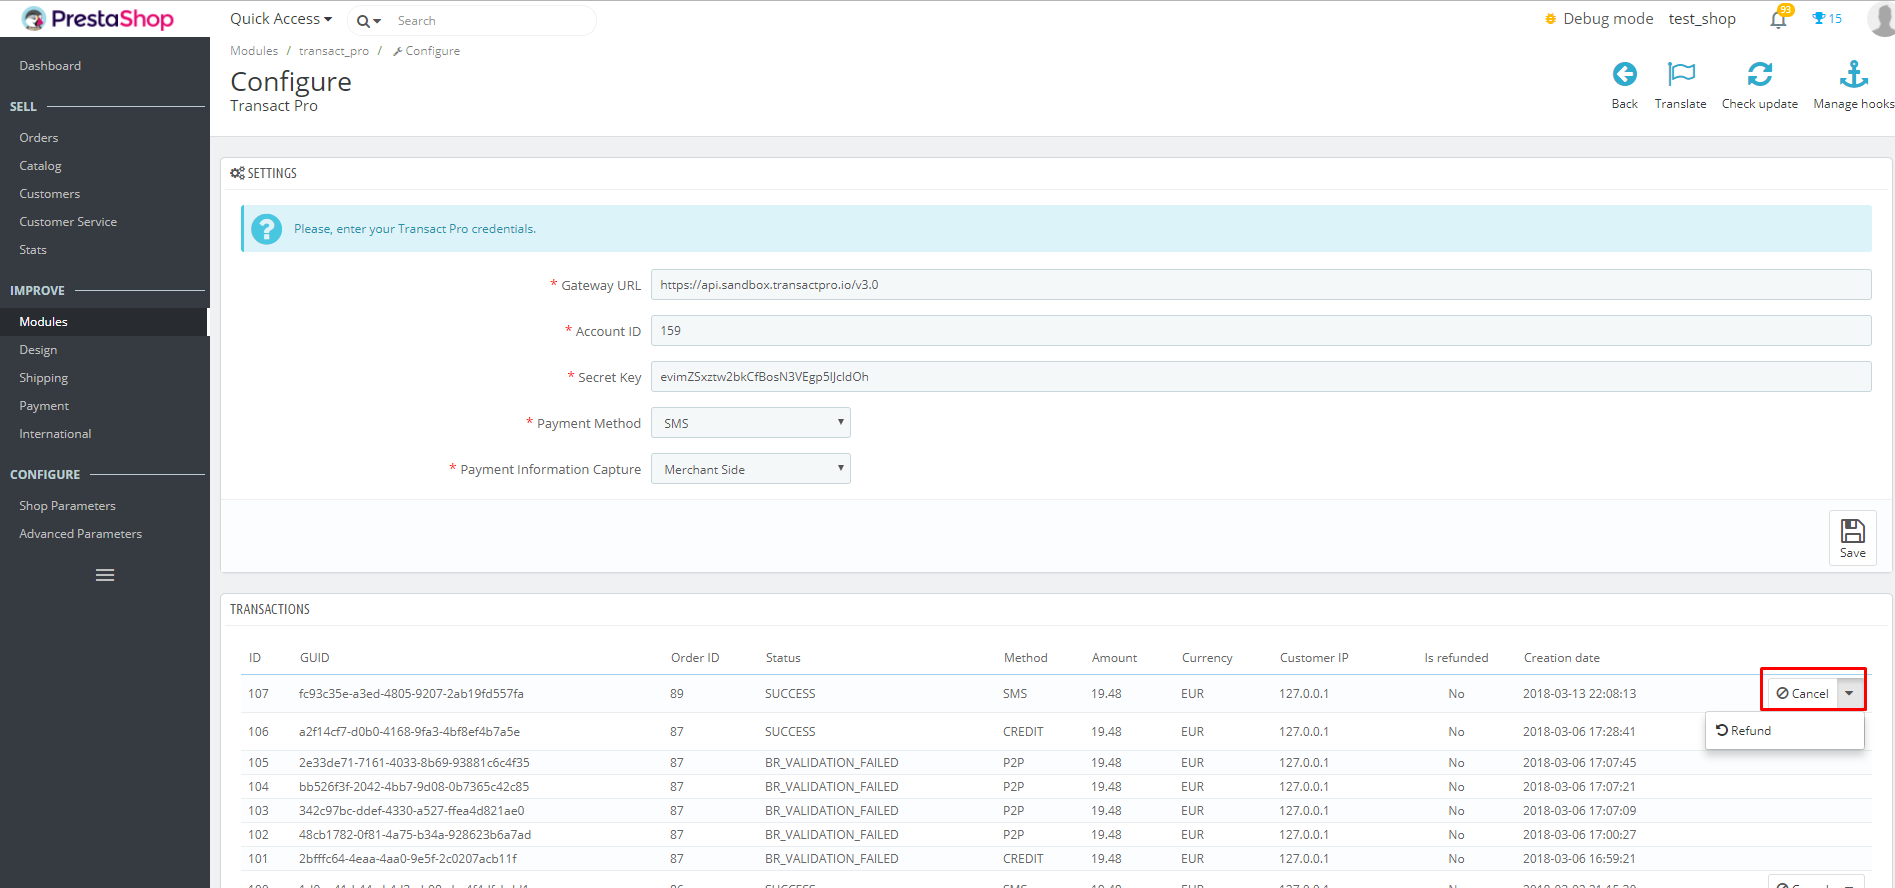 PrestaShop
Quick Access
Search
Debug mode
test_shop
93
15
Modules / transact_pro / Configure
Configure
Transact Pro
Back
Translate
Check update
Manage hooks
Dashboard
SELL
Orders
Catalog
Customers
Customer Service
Stats
IMPROVE
Modules
Design
Shipping
Payment
International
CONFIGURE
Shop Parameters
Advanced Parameters
SETTINGS
Please, enter your Transact Pro credentials.
* Gateway URL https://api.sandbox.transactpro.io/v3.0
* Account ID 159
* Secret Key evimZSxztw2bkCfBosN3VEgp5lJcIdOh
* Payment Method SMS
* Payment Information Capture Merchant Side
Save
TRANSACTIONS
ID GUID Order ID Status Method Amount Currency Customer IP Is refunded Creation date
107 fc93c35e-a3ed-4805-9207-2ab19fd557fa 89 SUCCESS SMS 19.48 EUR 127.0.0.1 No 2018-03-13 22:08:13 Cancel
106 a2f14cf7-d0b0-4168-9fa3-4bf8ef4b7a5e 87 SUCCESS CREDIT 19.48 EUR 127.0.0.1 No 2018-03-06 17:28:41 Refund
105 2e33de71-7161-4033-8b69-93881c6c4f35 87 BR_VALIDATION_FAILED P2P 19.48 EUR 127.0.0.1 No 2018-03-06 17:07:45
104 bb526f3f-2042-4bb7-9d08-0b7365c42c85 87 BR_VALIDATION_FAILED P2P 19.48 EUR 127.0.0.1 No 2018-03-06 17:07:21
103 342c97bc-ddef-4330-a527-ffea4d821ae0 87 BR_VALIDATION_FAILED P2P 19.48 EUR 127.0.0.1 No 2018-03-06 17:07:09
102 48cb1782-0f81-4a75-b34a-928623b6a7ad 87 BR_VALIDATION_FAILED P2P 19.48 EUR 127.0.0.1 No 2018-03-06 17:00:27
101 2bfffc64-4eaa-4aa0-9e5f-2c0207acb11f 87 BR_VALIDATION_FAILED CREDIT 19.48 EUR 127.0.0.1 No 2018-03-06 16:59:21